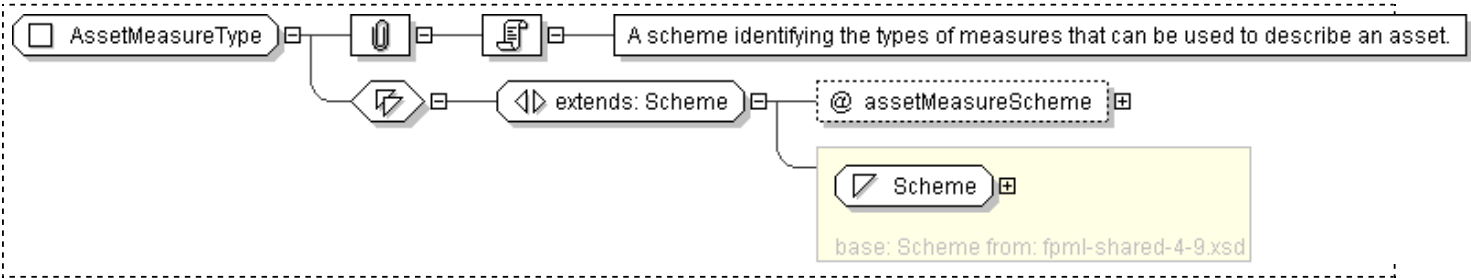 AssetMeasureType
A scheme identifying the types of measures that can be used to describe an asset.
extends: Scheme
@ assetMeasureScheme
Scheme
base: Scheme from: fpml-shared-4-9.xsd